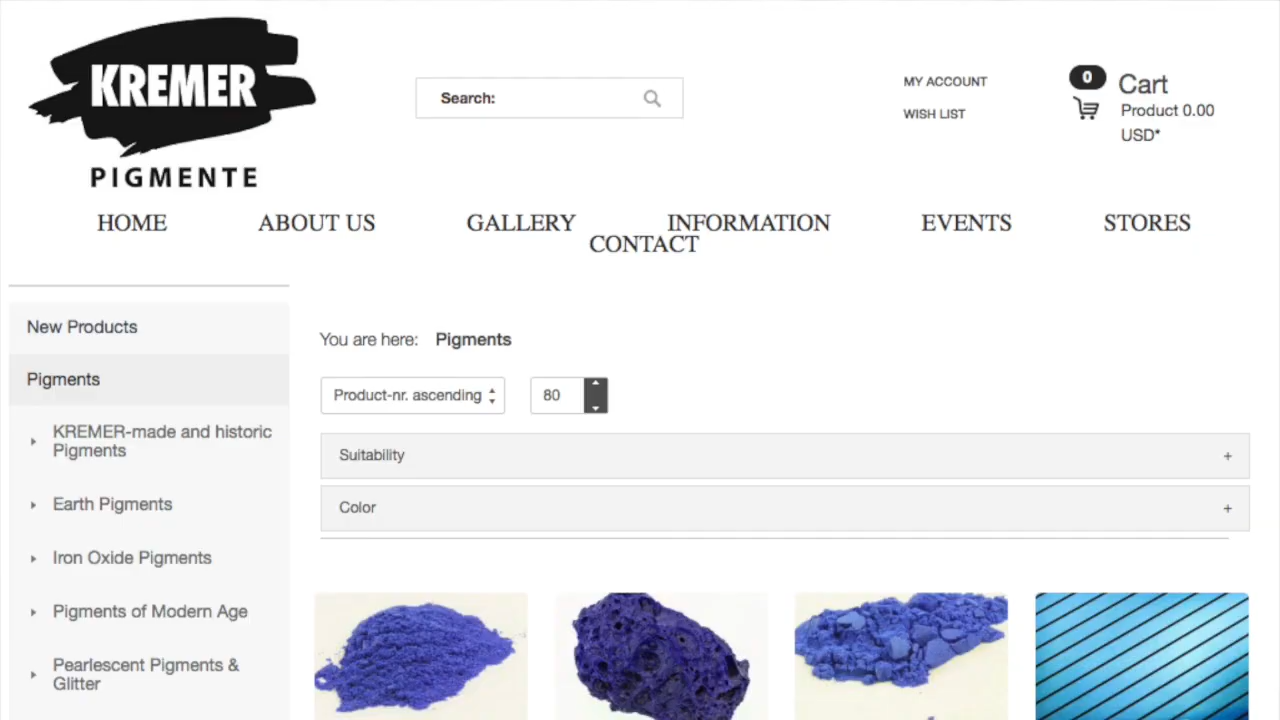 KREMER
PIGMENTE
Search:
MY ACCOUNT
WISH LIST
0
Cart
Product 0.00
USD*
HOME ABOUT US GALLERY INFORMATION EVENTS STORES
CONTACT
New Products
Pigments
KREMER-made and historic
Pigments
Earth Pigments
Iron Oxide Pigments
Pigments of Modern Age
Pearlescent Pigments &
Glitter
You are here: Pigments
Product-nr. ascending 80
Suitability +
Color +